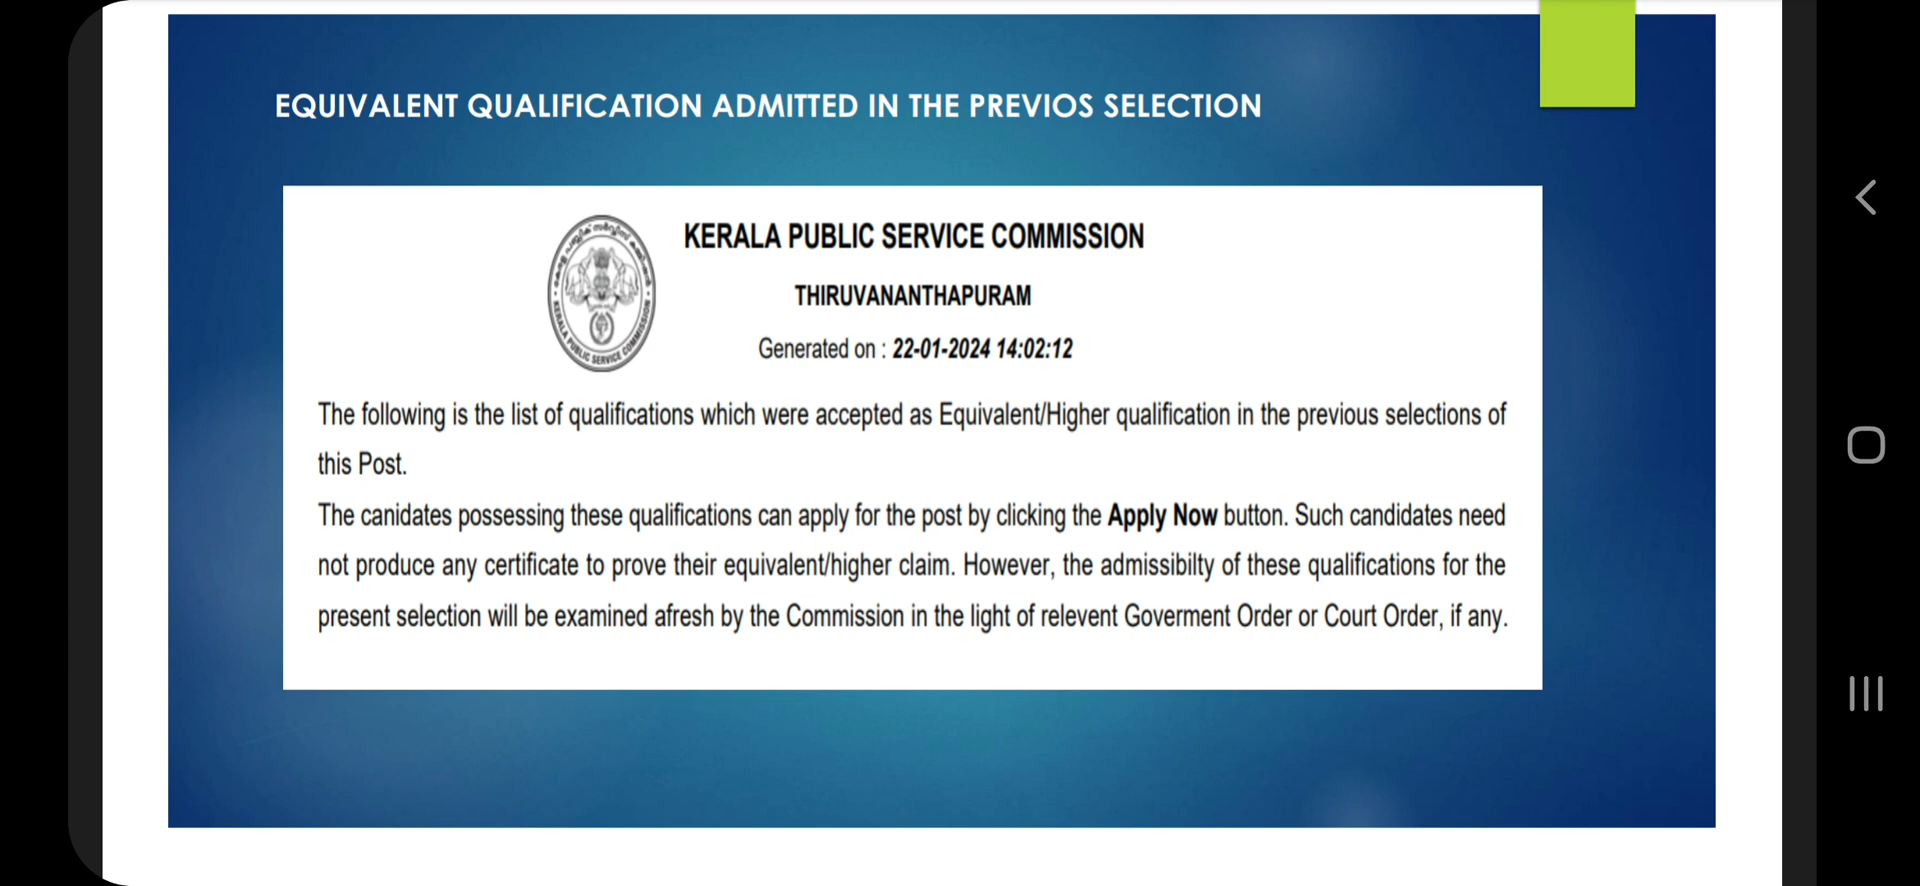 EQUIVALENT QUALIFICATION ADMITTED IN THE PREVIOS SELECTION
KERALA PUBLIC SERVICE COMMISSION
KERALA PUBLIC SERVICE COMMISSION
THIRUVANANTHAPURAM
Generated on : 22-01-2024 14:02:12
The following is the list of qualifications which were accepted as Equivalent/Higher qualification in the previous selections of
this Post.
The canidates possessing these qualifications can apply for the post by clicking the Apply Now button. Such candidates need
not produce any certificate to prove their equivalent/higher claim. However, the admissibilty of these qualifications for the
present selection will be examined afresh by the Commission in the light of relevent Goverment Order or Court Order, if any.